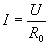 I = U / R₀